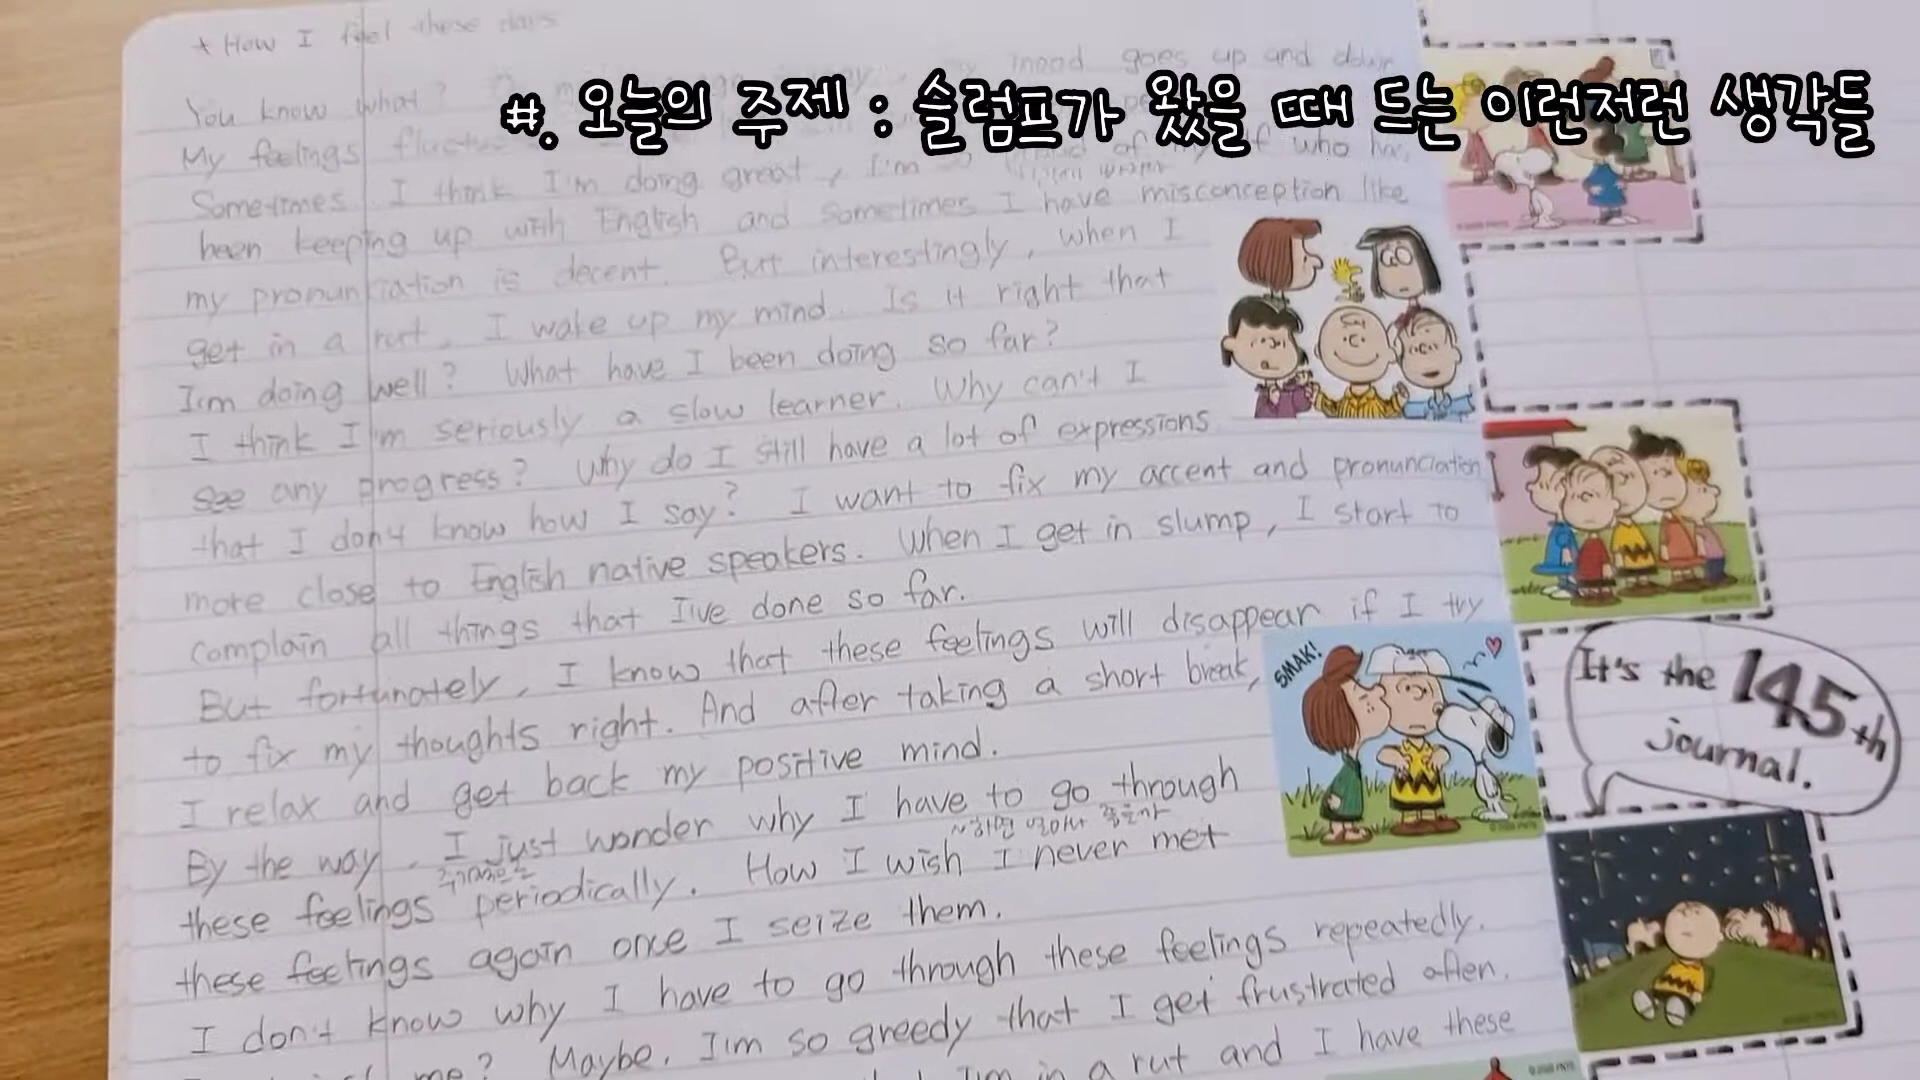 * How I feel these days
#. 오늘의 주제 : 슬럼프가 왔을 때 드는 이런저런 생각들
You know what? mood goes up and down
My feelings
Sometimes I think I'm doing great, I'm of who has
been keeping up with English and sometimes I have misconception like
my pronunciation is decent. But interestingly, when I
get in a rut, I wake up my mind. Is it right that
I'm doing well? What have I been doing so far?
I think I'm seriously a slow learner. Why can't I
see any progress? Why do I still have a lot of expressions
that I don't know how I say? I want to fix my accent and pronunciation
more close to English native speakers. When I get in slump, I start to
complain all things that I've done so far.
But fortunately, I know that these feelings will disappear if I try
to fix my thoughts right. And after taking a short break,
I relax and get back my positive mind.
By the way, I just wonder why I have to go through
주기적으로 ~하면 얼마나 좋을까
these feelings periodically. How I wish I never met
these feelings again once I seize them.
I don't know why I have to go through these feelings repeatedly.
me? Maybe, I'm so greedy that I get frustrated often.
I'm in a rut and I have these
SMAK!
It's the 145th
journal.